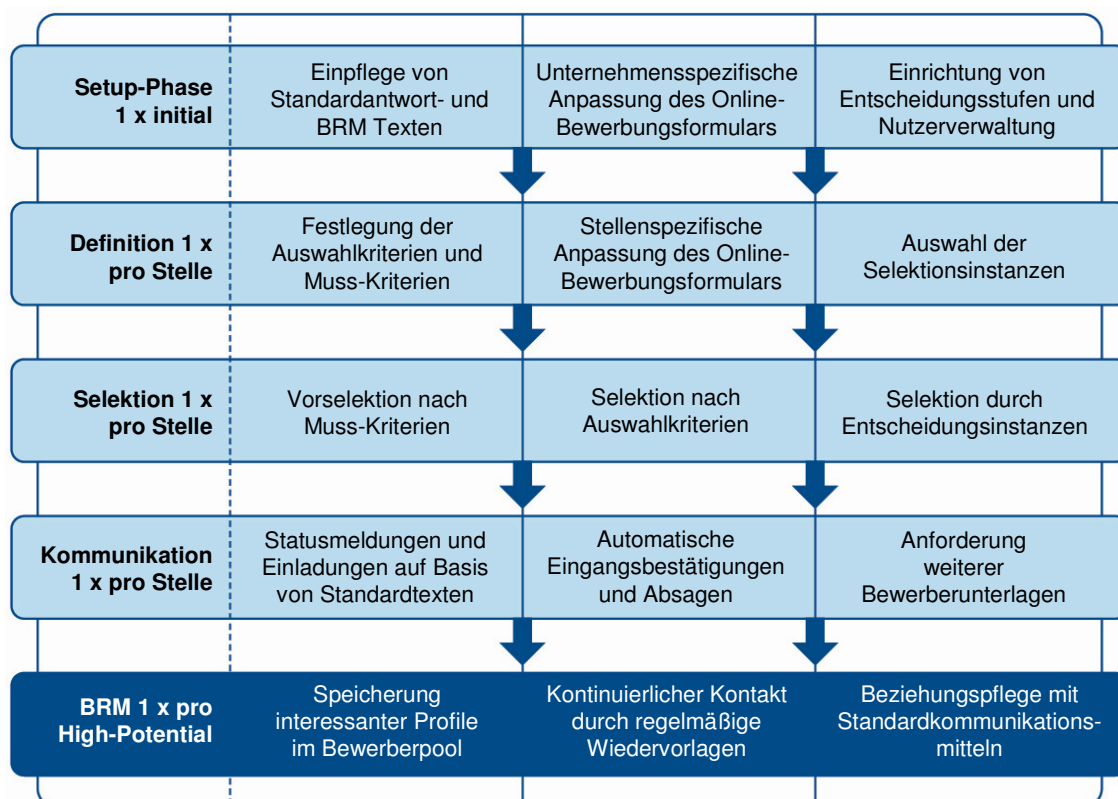 Setup-Phase
1 x initial
Einpflege von
Standardantwort- und
BRM Texten
Unternehmensspezifische
Anpassung des Online-
Bewerbungsformulars
Einrichtung von
Entscheidungsstufen und
Nutzerverwaltung
Definition 1 x
pro Stelle
Festlegung der
Auswahlkriterien und
Muss-Kriterien
Stellenspezifische
Anpassung des Online-
Bewerbungsformulars
Auswahl der
Selektionsinstanzen
Selektion 1 x
pro Stelle
Vorselektion nach
Muss-Kriterien
Selektion nach
Auswahlkriterien
Selektion durch
Entscheidungsinstanzen
Kommunikation
1 x pro Stelle
Statusmeldungen und
Einladungen auf Basis
von Standardtexten
Automatische
Eingangsbestätigungen
und Absagen
Anforderung
weiterer
Bewerberunterlagen
BRM 1 x pro
High-Potential
Speicherung
interessanter Profile
im Bewerberpool
Kontinuierlicher Kontakt
durch regelmäßige
Wiedervorlagen
Beziehungspflege mit
Standardkommunikations-
mitteln